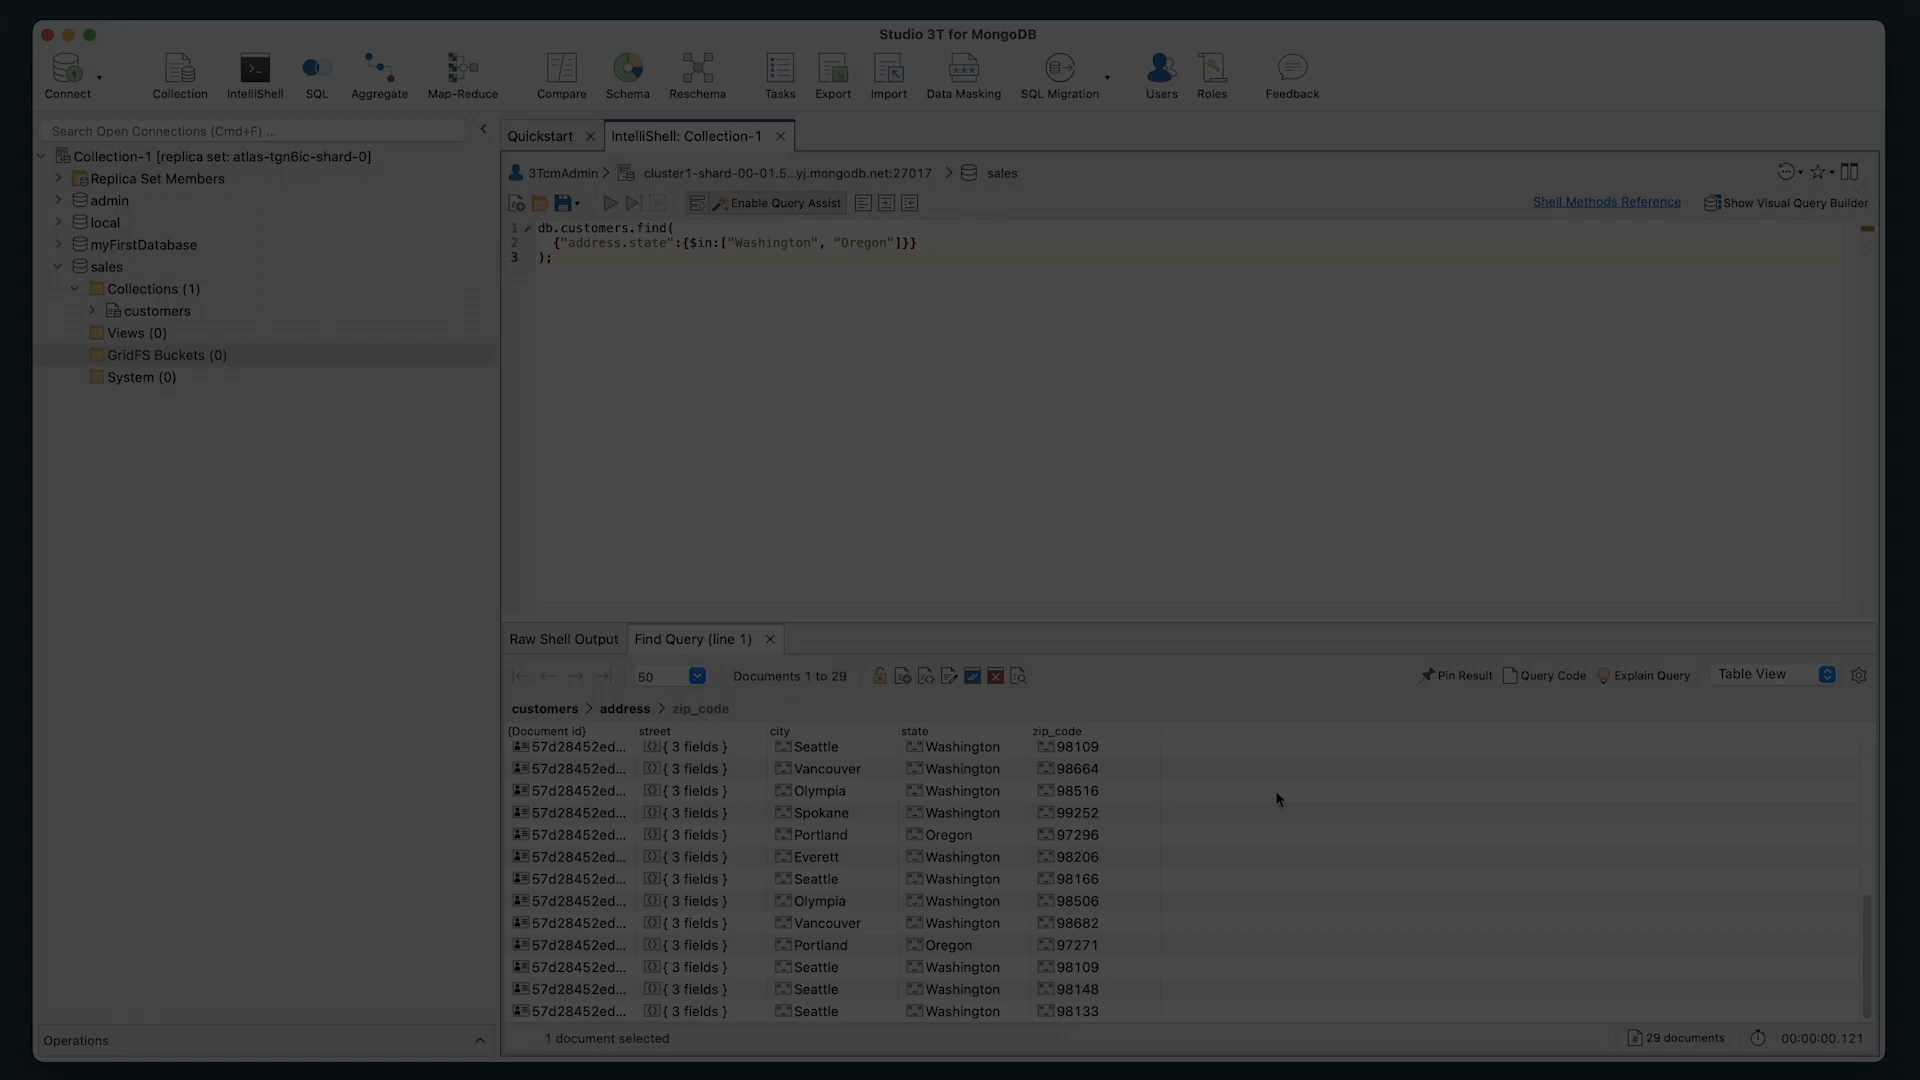 Studio 3T for MongoDB
Connect Collection IntelliShell SQL Aggregate Map-Reduce Compare Schema Reschema Tasks Export Import Data Masking SQL Migration Users Roles Feedback
Search Open Connections (Cmd+F) ...
Collection-1 [replica set: atlas-tgn6ic-shard-0]
Replica Set Members
admin
local
myFirstDatabase
sales
Collections (1)
customers
Views (0)
GridFS Buckets (0)
System (0)
Operations
Quickstart IntelliShell: Collection-1
3TcmAdmin cluster1-shard-00-01.5...yj.mongodb.net:27017 sales
Enable Query Assist Shell Methods Reference Show Visual Query Builder
1 db.customers.find(
2 {"address.state":{$in:["Washington", "Oregon"]}}
3 );
Raw Shell Output Find Query (line 1)
50 Documents 1 to 29 Pin Result Query Code Explain Query Table View
customers > address > zip_code
(Document id) street city state zip_code
57d28452ed... { 3 fields } Seattle Washington 98109
57d28452ed... { 3 fields } Vancouver Washington 98664
57d28452ed... { 3 fields } Olympia Washington 98516
57d28452ed... { 3 fields } Spokane Washington 99252
57d28452ed... { 3 fields } Portland Oregon 97296
57d28452ed... { 3 fields } Everett Washington 98206
57d28452ed... { 3 fields } Seattle Washington 98166
57d28452ed... { 3 fields } Olympia Washington 98506
57d28452ed... { 3 fields } Vancouver Washington 98682
57d28452ed... { 3 fields } Portland Oregon 97271
57d28452ed... { 3 fields } Seattle Washington 98109
57d28452ed... { 3 fields } Seattle Washington 98148
57d28452ed... { 3 fields } Seattle Washington 98133
1 document selected 29 documents 00:00:00.121